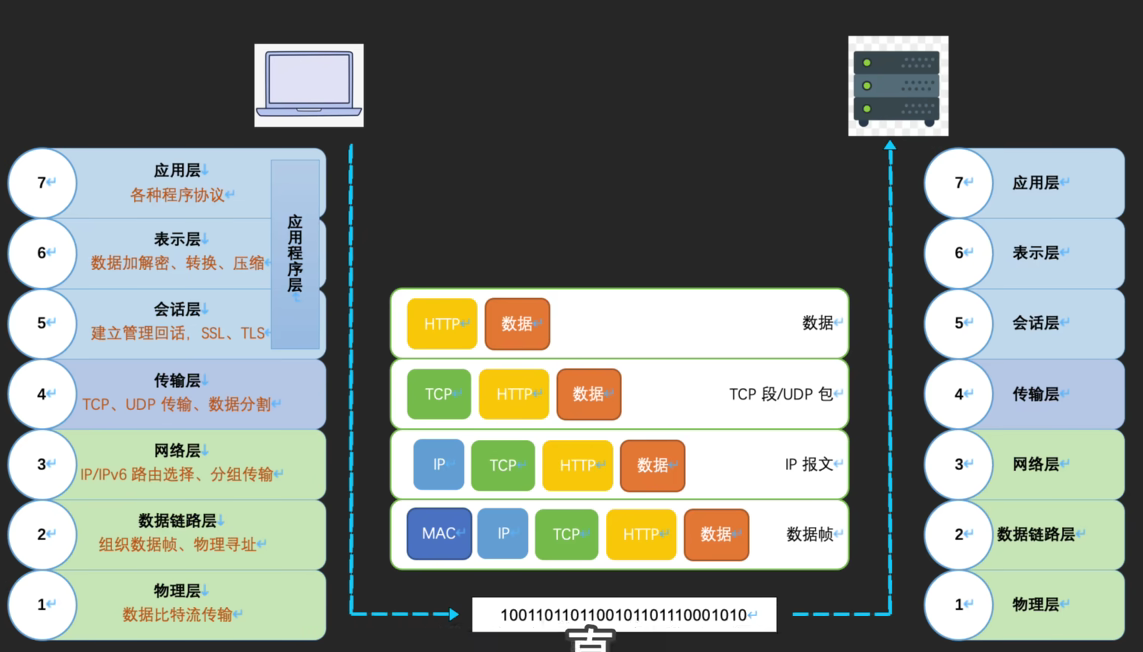 7
应用层
各种程序协议
6
表示层
数据加解密、转换、压缩
5
会话层
建立管理回话，SSL、TLS
应用程序层
4
传输层
TCP、UDP 传输、数据分割
3
网络层
IP/IPv6 路由选择、分组传输
2
数据链路层
组织数据帧、物理寻址
1
物理层
数据比特流传输
HTTP 数据 数据
TCP HTTP 数据 TCP 段/UDP 包
IP TCP HTTP 数据 IP 报文
MAC IP TCP HTTP 数据 数据帧
1001101101100101101110001010
7 应用层
6 表示层
5 会话层
4 传输层
3 网络层
2 数据链路层
1 物理层